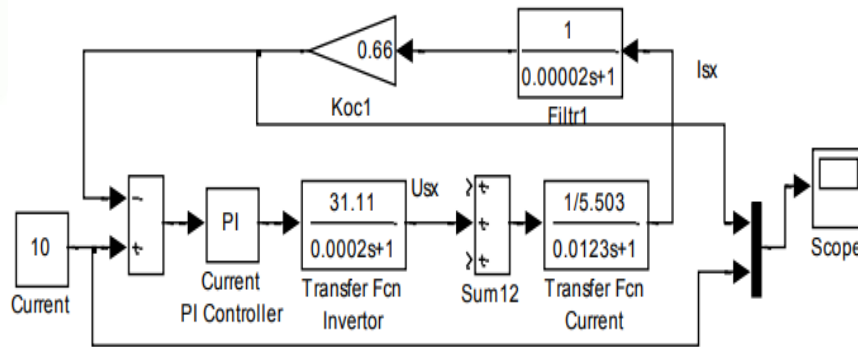 1
0.00002s+1
Filtr1
0.66
Koc1
Isx
10
Current
-
+
PI
Current
PI Controller
31.11
0.0002s+1
Transfer Fcn
Invertor
Usx
+
+
+
Sum12
1/5.503
0.0123s+1
Transfer Fcn
Current
Scope